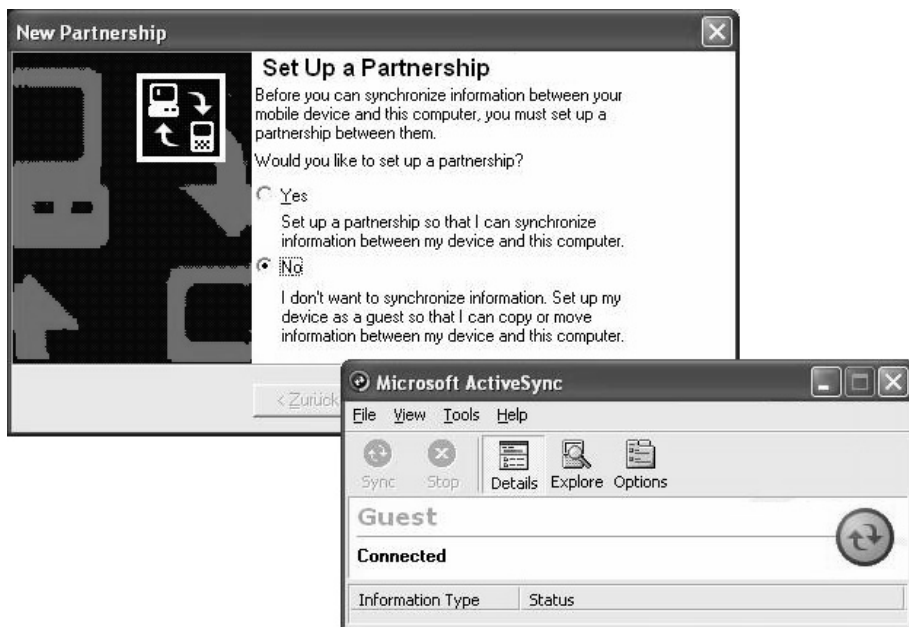 New Partnership
Set Up a Partnership
Before you can synchronize information between your
mobile device and this computer, you must set up a
partnership between them.
Would you like to set up a partnership?
Yes
Set up a partnership so that I can synchronize
information between my device and this computer.
No
I don't want to synchronize information. Set up my
device as a guest so that I can copy or move
information between my device and this computer.
< Zurück
Microsoft ActiveSync
File View Tools Help
Sync Stop Details Explore Options
Guest
Connected
Information Type Status